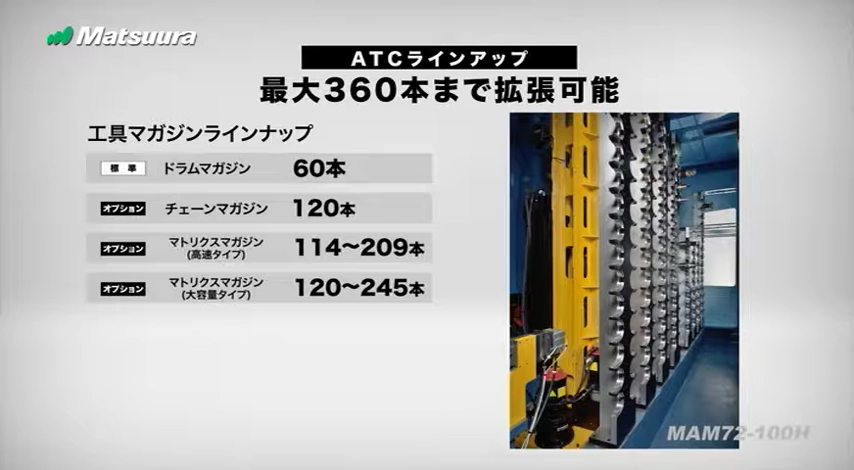 Matsuura
ATCラインアップ
最大360本まで拡張可能
工具マガジンラインナップ
標準 ドラムマガジン 60本
オプション チェーンマガジン 120本
オプション マトリクスマガジン
(高速タイプ) 114～209本
オプション マトリクスマガジン
(大容量タイプ) 120～245本
MAM72-100H